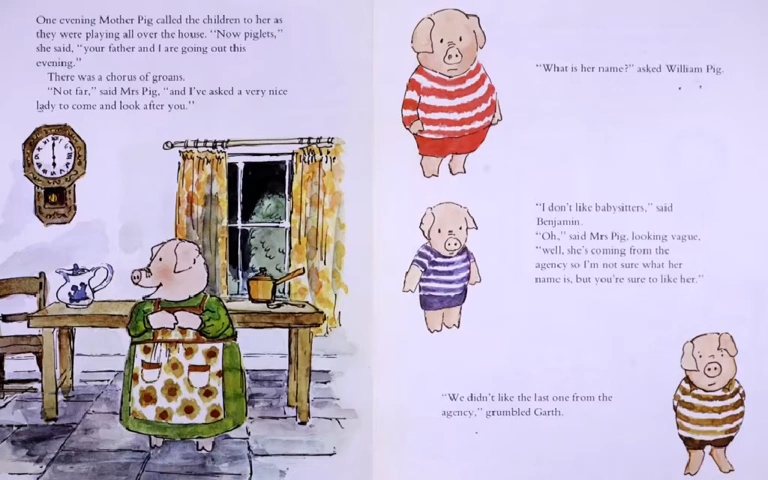 One evening Mother Pig called the children to her as
they were playing all over the house. “Now piglets,”
she said, “your father and I are going out this
evening.”
There was a chorus of groans.
“Not far,” said Mrs Pig, “and I’ve asked a very nice
lady to come and look after you.”
“What is her name?” asked William Pig.
“I don’t like babysitters,” said
Benjamin.
“Oh,” said Mrs Pig, looking vague,
“well, she’s coming from the
agency so I’m not sure what her
name is, but you’re sure to like her.”
“We didn’t like the last one from the
agency,” grumbled Garth.